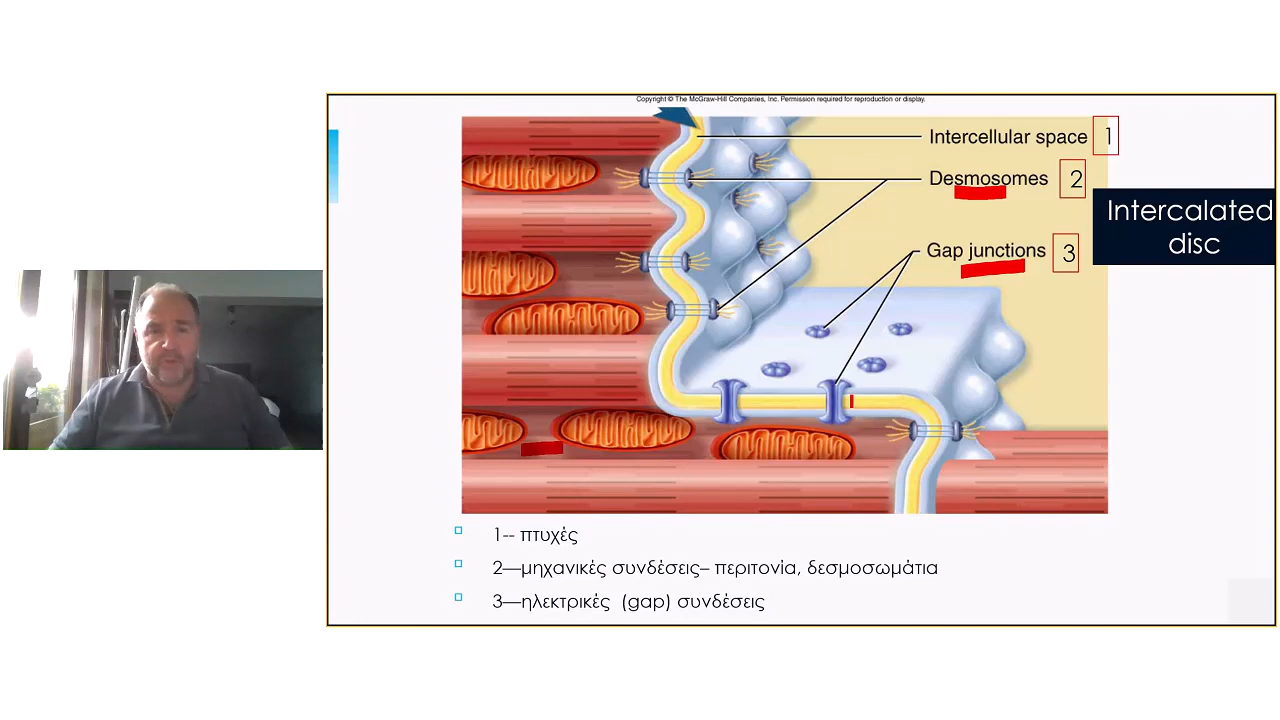 Copyright © The McGraw-Hill Companies, Inc. Permission required for reproduction or display.
Intercellular space 1
Desmosomes 2
Intercalated
disc
Gap junctions 3
1-- πτυχές
2—μηχανικές συνδέσεις– περιτονία, δεσμοσωμάτια
3—ηλεκτρικές (gap) συνδέσεις